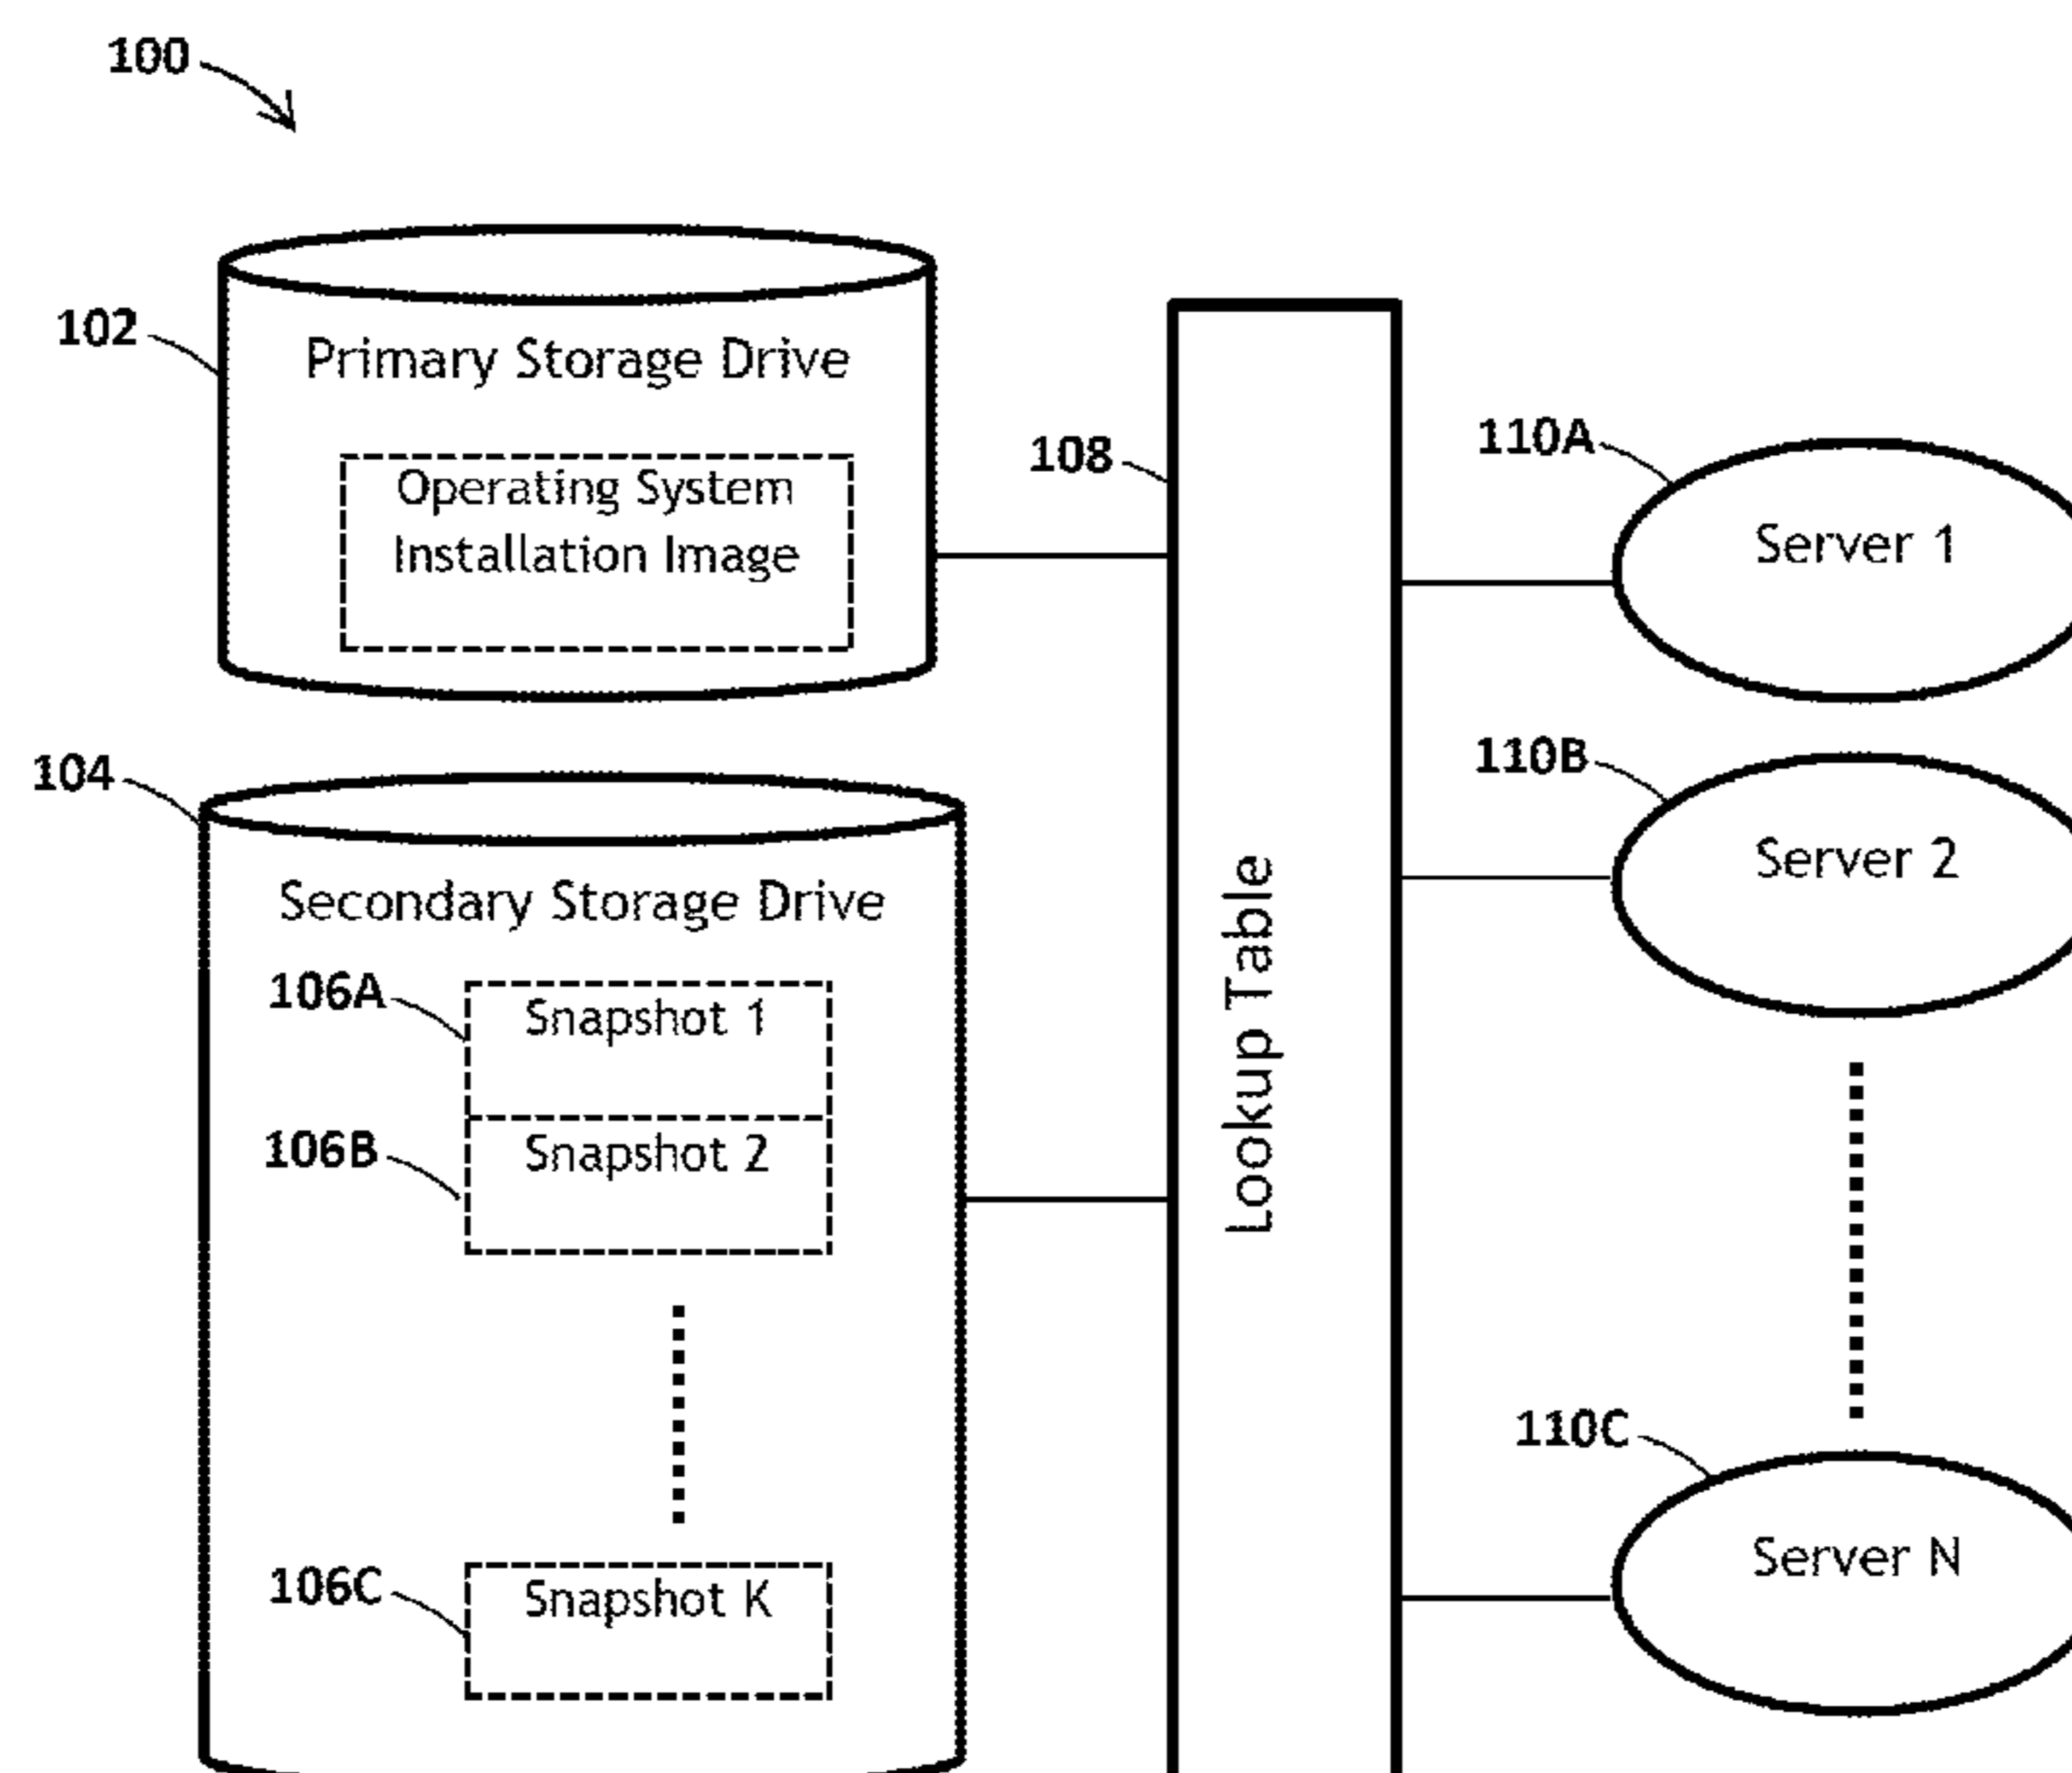 100
102
Primary Storage Drive
Operating System
Installation Image
104
Secondary Storage Drive
106A
Snapshot 1
106B
Snapshot 2
106C
Snapshot K
108
Lookup Table
110A
Server 1
110B
Server 2
110C
Server N